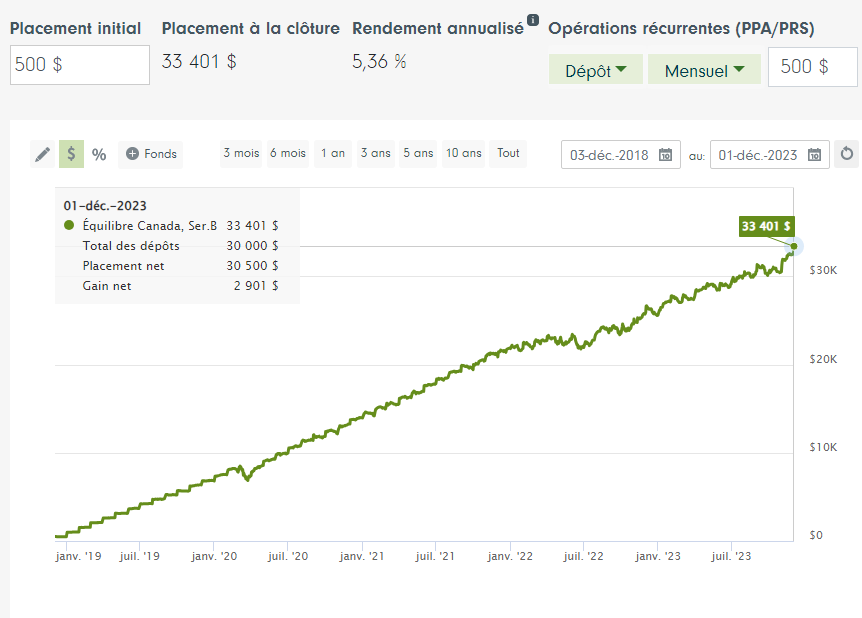 Placement initial Placement à la clôture Rendement annualisé i Opérations récurrentes (PPA/PRS)
500 $ 33 401 $ 5,36 % Dépôt Mensuel 500 $
$ % Fonds 3 mois 6 mois 1 an 3 ans 5 ans 10 ans Tout 03-déc.-2018 10 au: 01-déc.-2023 10
01-déc.-2023
Équilibre Canada, Ser.B 33 401 $
Total des dépôts 30 000 $
Placement net 30 500 $
Gain net 2 901 $
33 401 $
$30K
$20K
$10K
$0
janv. '19 juil. '19 janv. '20 juil. '20 janv. '21 juil. '21 janv. '22 juil. '22 janv. '23 juil. '23